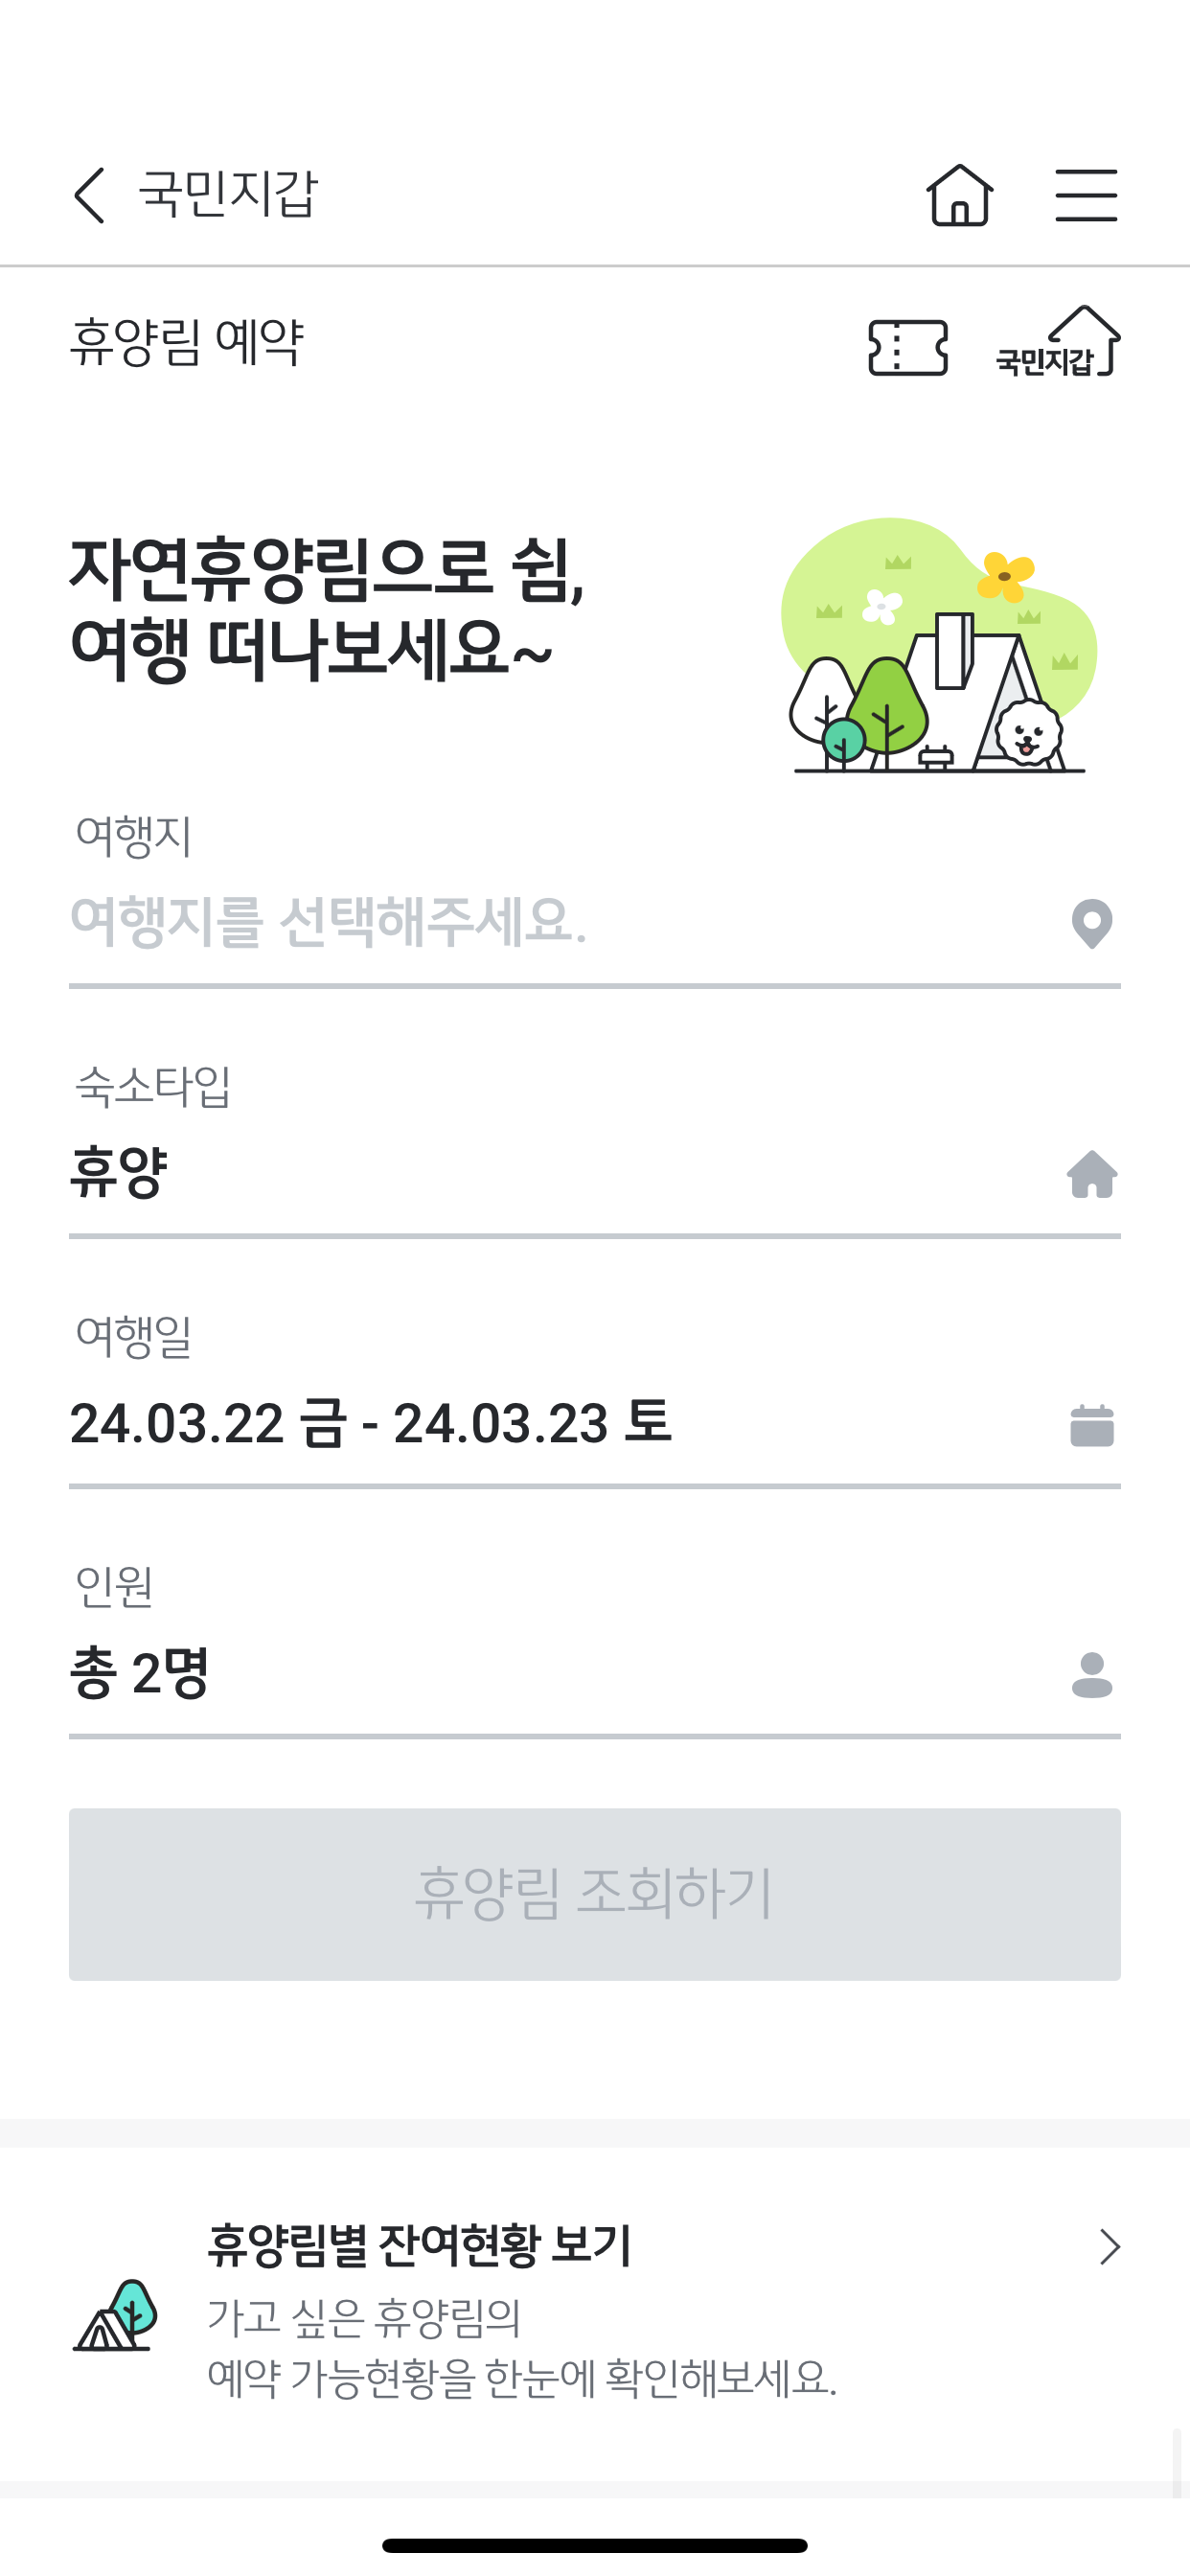 국민지갑
휴양림 예약
국민지갑
자연휴양림으로 쉼,
여행 떠나보세요~
여행지
여행지를 선택해주세요.
숙소타입
휴양
여행일
24.03.22 금 - 24.03.23 토
인원
총 2명
휴양림 조회하기
휴양림별 잔여현황 보기
가고 싶은 휴양림의
예약 가능현황을 한눈에 확인해보세요.